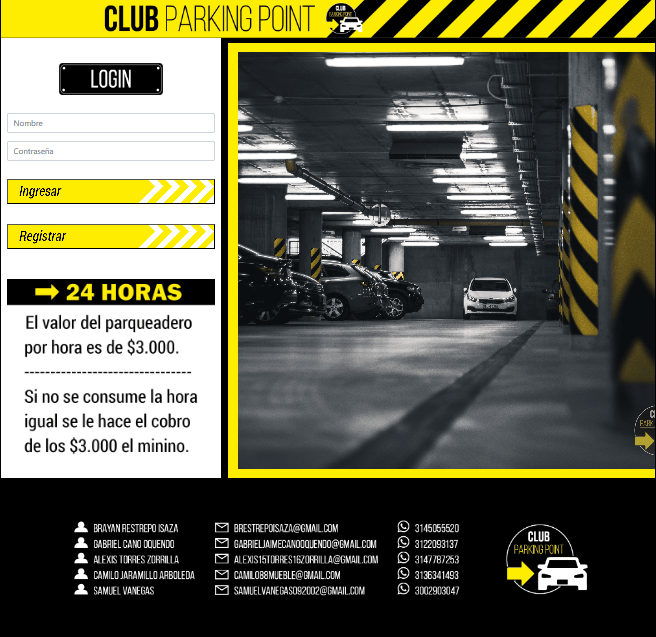 CLUB PARKING POINT
LOGIN
Nombre
Contraseña
Ingresar
Registrar
24 HORAS
El valor del parqueadero
por hora es de $3.000.
--------------------------------
Si no se consume la hora
igual se le hace el cobro
de los $3.000 el minino.
BRAYAN RESTREPO ISAZA BRESTREPOISAZA@GMAIL.COM 3145055520
GABRIEL CANO OQUENDO GABRIELJAIMECANOOQUENDO@GMAIL.COM 3122093137
ALEXIS TORRES ZORRILLA ALEXIS15TORRES16ZORRILLA@GMAIL.COM 3147787253
CAMILO JARAMILLO ARBOLEDA CAMILO88MUEBLE@GMAIL.COM 3136341493
SAMUEL VANEGAS SAMUELVANEGAS092002@GMAIL.COM 3002903047
CLUB
PARKING POINT